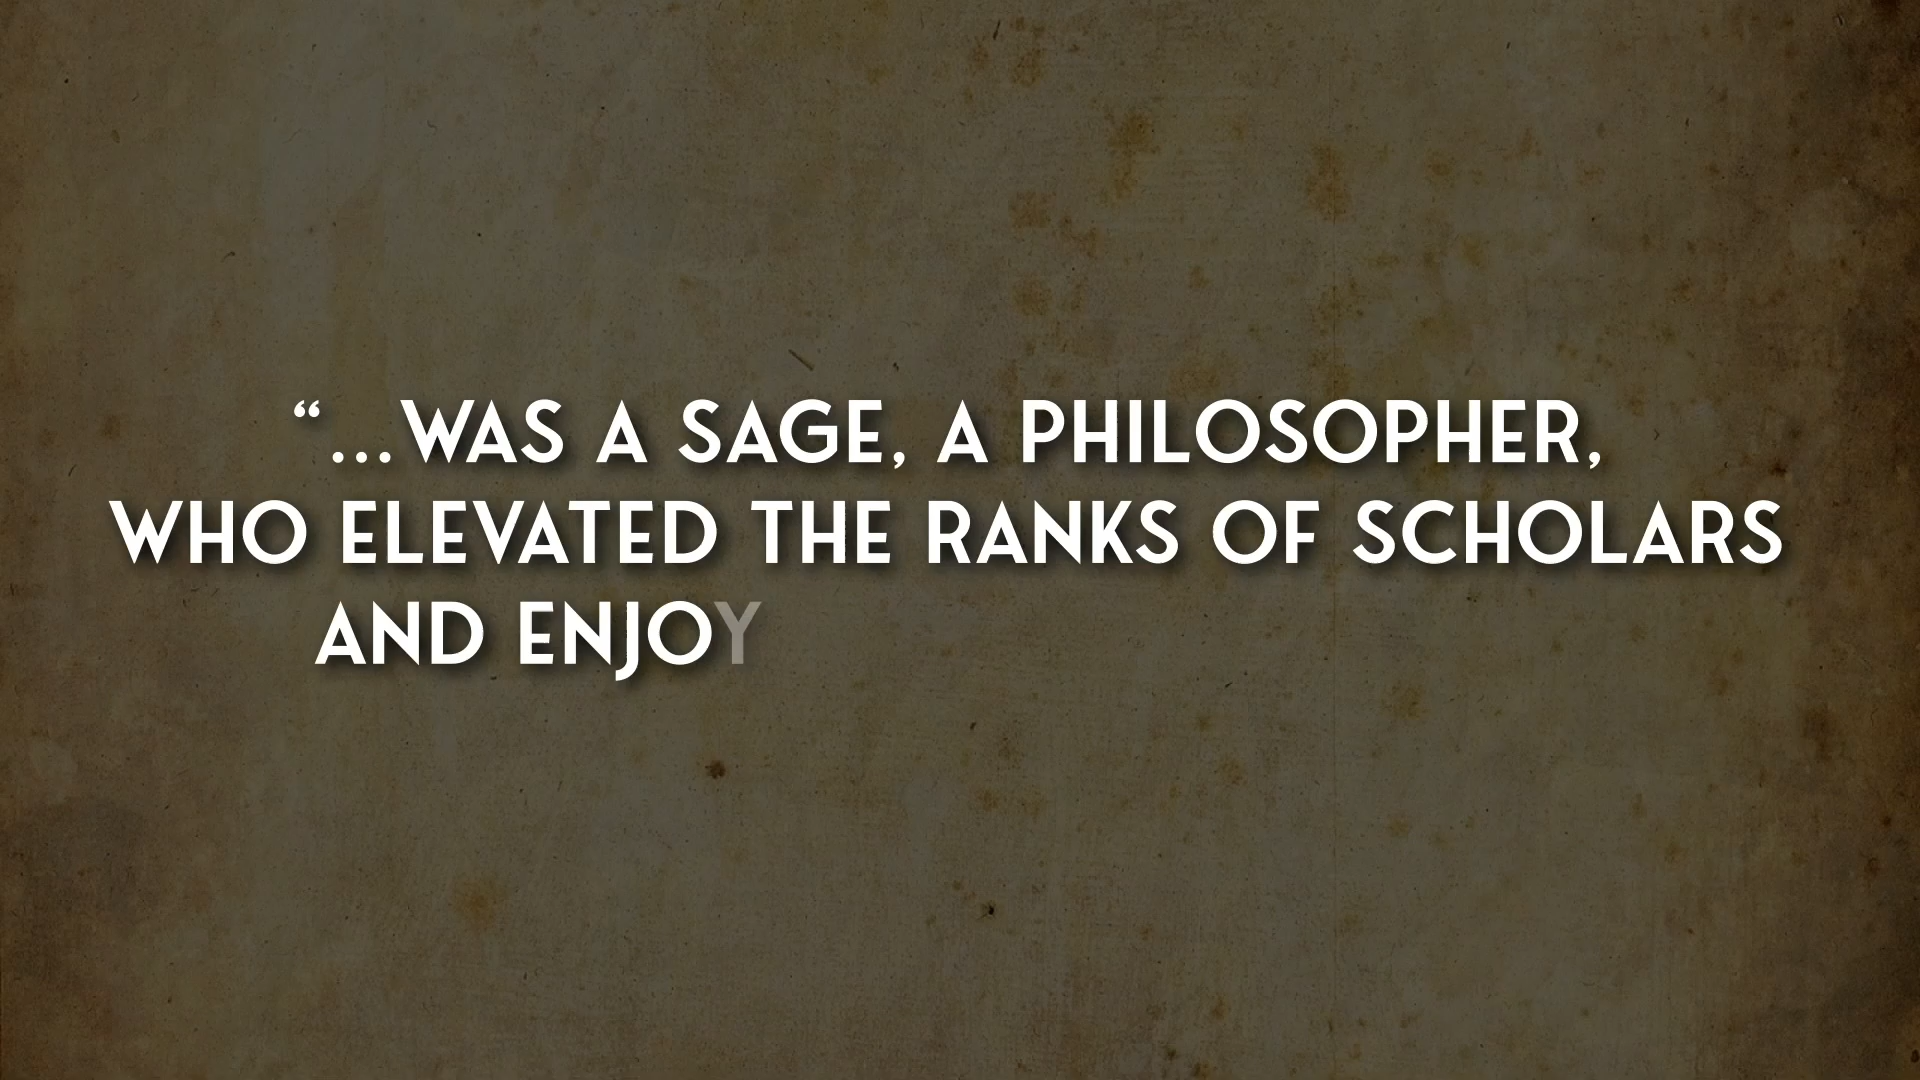 “...WAS A SAGE, A PHILOSOPHER,
WHO ELEVATED THE RANKS OF SCHOLARS
AND ENJOY